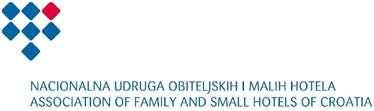 NACIONALNA UDRUGA OBITELJSKIH I MALIH HOTELA
ASSOCIATION OF FAMILY AND SMALL HOTELS OF CROATIA